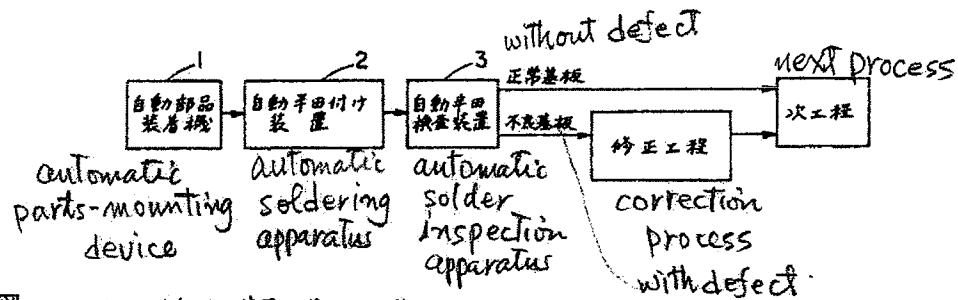 without defect
next process
1
2
3
自動部品
装着機
自動半田付け
装置
自動半田
検査装置
正常基板
不良基板
修正工程
次工程
automatic
parts-mounting
device
automatic
soldering
apparatus
automatic
solder
Inspection
apparatus
correction
process
with defect.